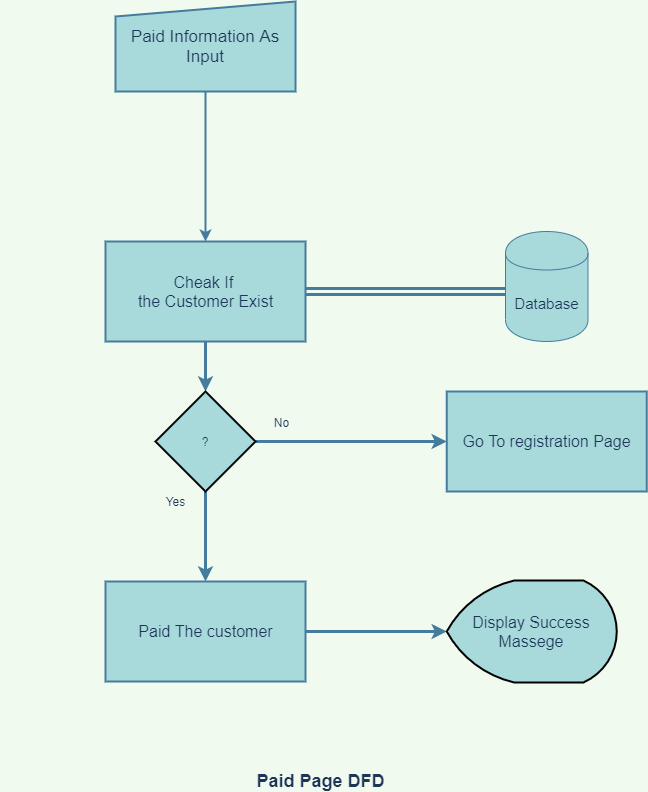 Paid Information As
Input
Cheak If
the Customer Exist
Database
No
?
Go To registration Page
Yes
Paid The customer
Display Success
Massege
Paid Page DFD